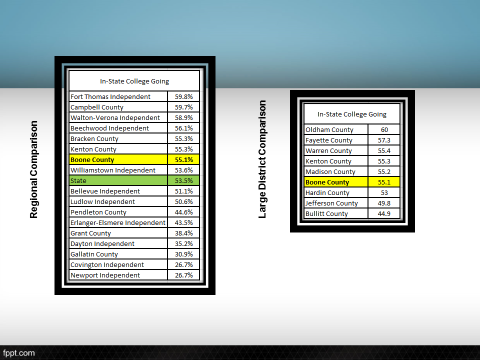 Regional Comparison
In-State College Going
Fort Thomas Independent 59.8%
Campbell County 59.7%
Walton-Verona Independent 58.9%
Beechwood Independent 56.1%
Bracken County 55.3%
Kenton County 55.3%
Boone County 55.1%
Williamstown Independent 53.6%
State 53.5%
Bellevue Independent 51.1%
Ludlow Independent 50.6%
Pendleton County 44.6%
Erlanger-Elsmere Independent 43.5%
Grant County 38.4%
Dayton Independent 35.2%
Gallatin County 30.9%
Covington Independent 26.7%
Newport Independent 26.7%
Large District Comparison
In-State College Going
Oldham County 60
Fayette County 57.3
Warren County 55.4
Kenton County 55.3
Madison County 55.2
Boone County 55.1
Hardin County 53
Jefferson County 49.8
Bullitt County 44.9
fppt.com